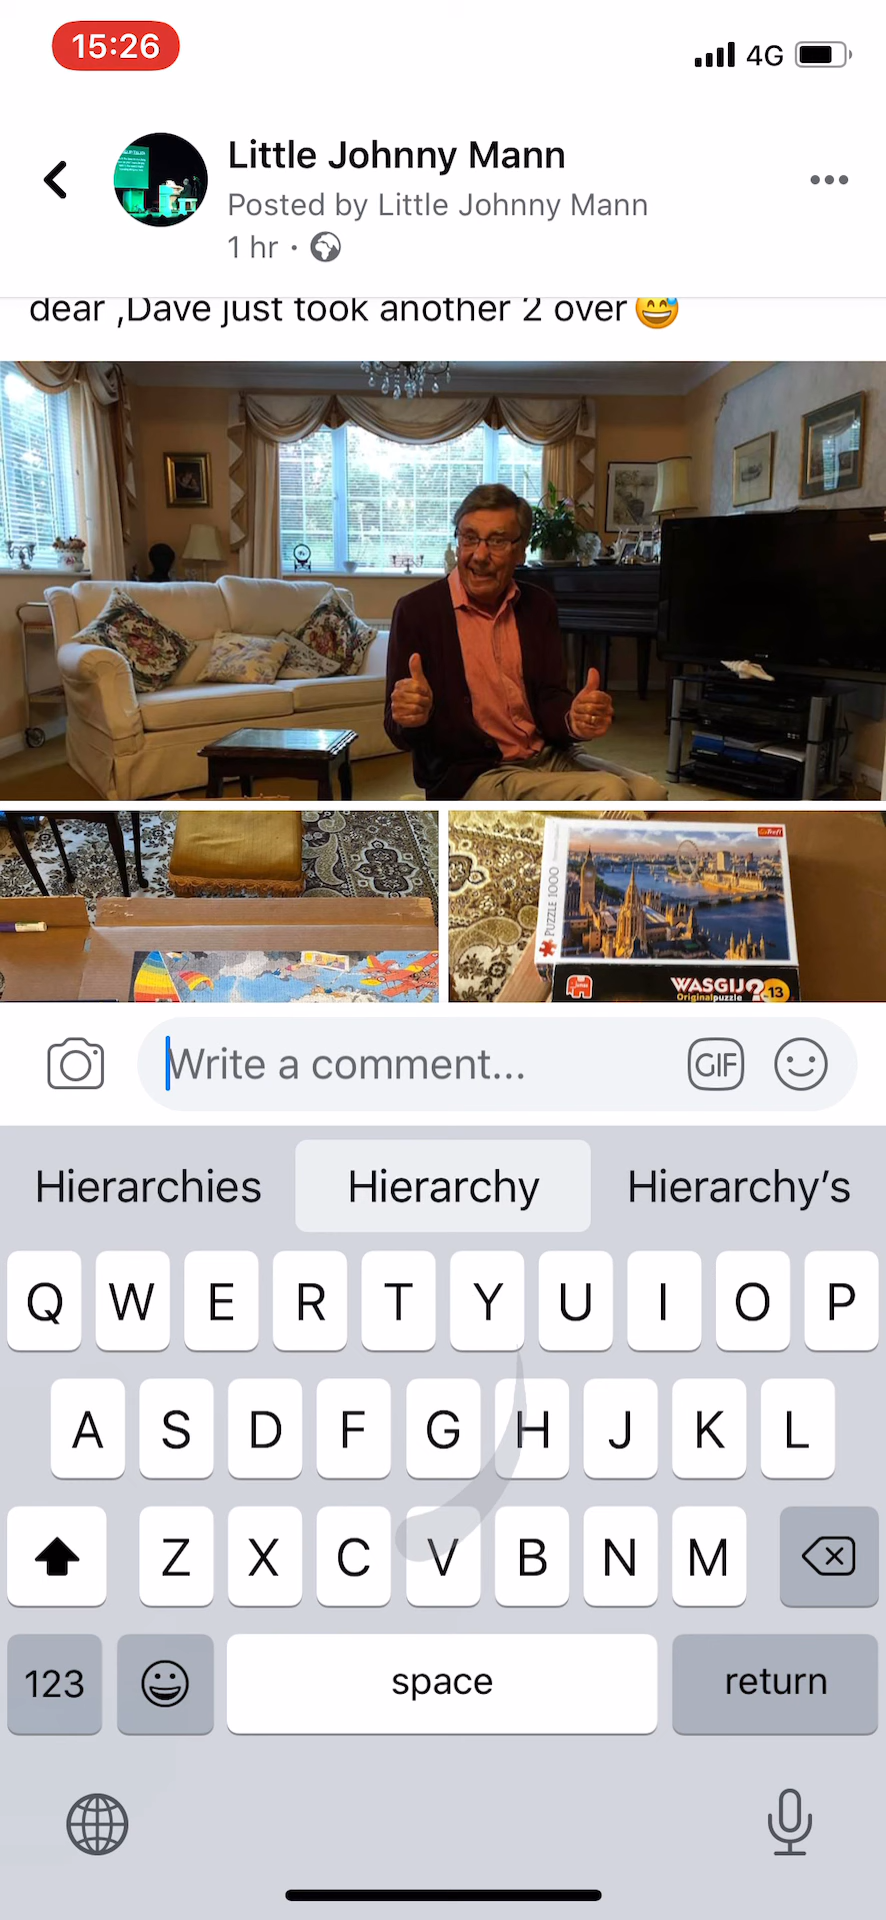 15:26
4G
Little Johnny Mann
Posted by Little Johnny Mann
1 hr ·
dear ,Dave just took another 2 over😅
Trefl
PUZZLE 1000
WASGIJ?
Original puzzle 13
Write a comment...
GIF
Hierarchies Hierarchy Hierarchy’s
Q W E R T Y U I O P
A S D F G H J K L
Z X C V B N M
123 space return